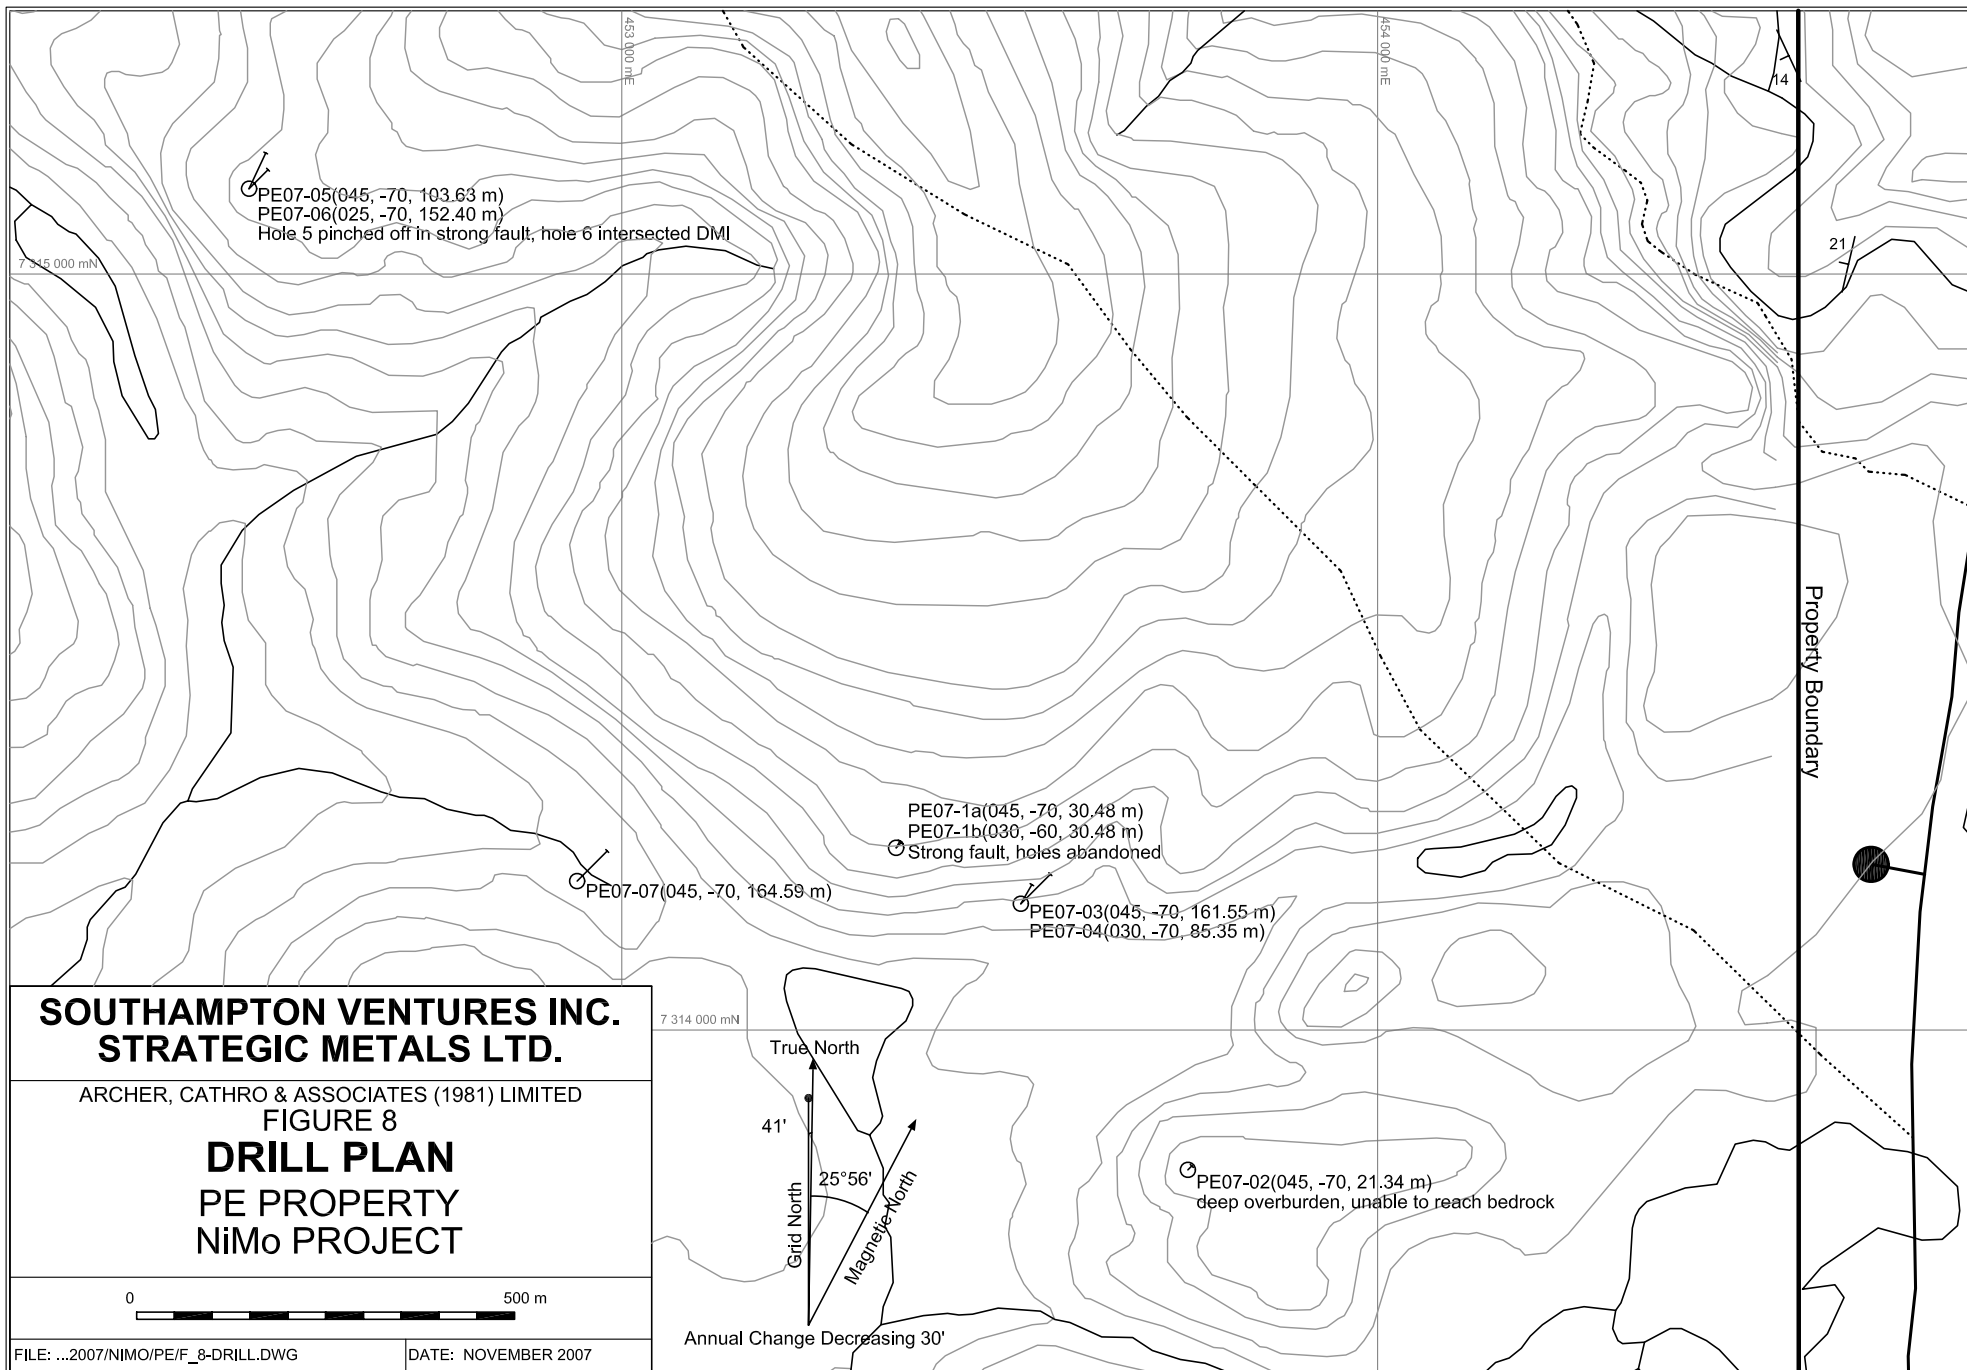 453 000 mE
454 000 mE
14
21
PE07-05(045, -70, 103.63 m)
PE07-06(025, -70, 152.40 m)
Hole 5 pinched off in strong fault, hole 6 intersected DMI
7 315 000 mN
Property Boundary
PE07-1a(045, -70, 30.48 m)
PE07-1b(030, -60, 30.48 m)
Strong fault, holes abandoned
PE07-07(045, -70, 164.59 m)
PE07-03(045, -70, 161.55 m)
PE07-04(030, -70, 85.35 m)
7 314 000 mN
True North
41'
25°56'
Grid North
Magnetic North
Annual Change Decreasing 30'
PE07-02(045, -70, 21.34 m)
deep overburden, unable to reach bedrock
SOUTHAMPTON VENTURES INC.
STRATEGIC METALS LTD.
ARCHER, CATHRO & ASSOCIATES (1981) LIMITED
FIGURE 8
DRILL PLAN
PE PROPERTY
NiMo PROJECT
0 500 m
FILE: ...2007/NIMO/PE/F_8-DRILL.DWG
DATE: NOVEMBER 2007